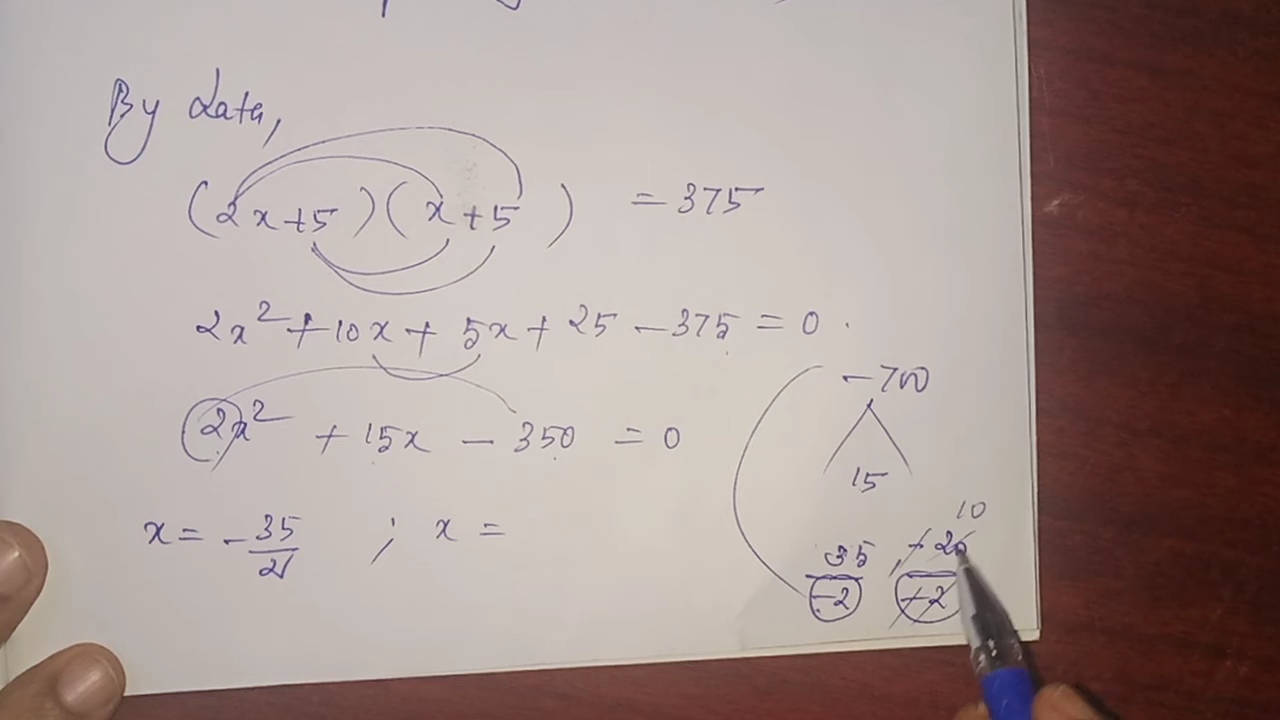 By data,
(2x+5)(x+5) = 375
2x² + 10x + 5x + 25 - 375 = 0.
2x² + 15x - 350 = 0
-700
15
x = -35/2 ; x =
10
35/-2, -20/-2